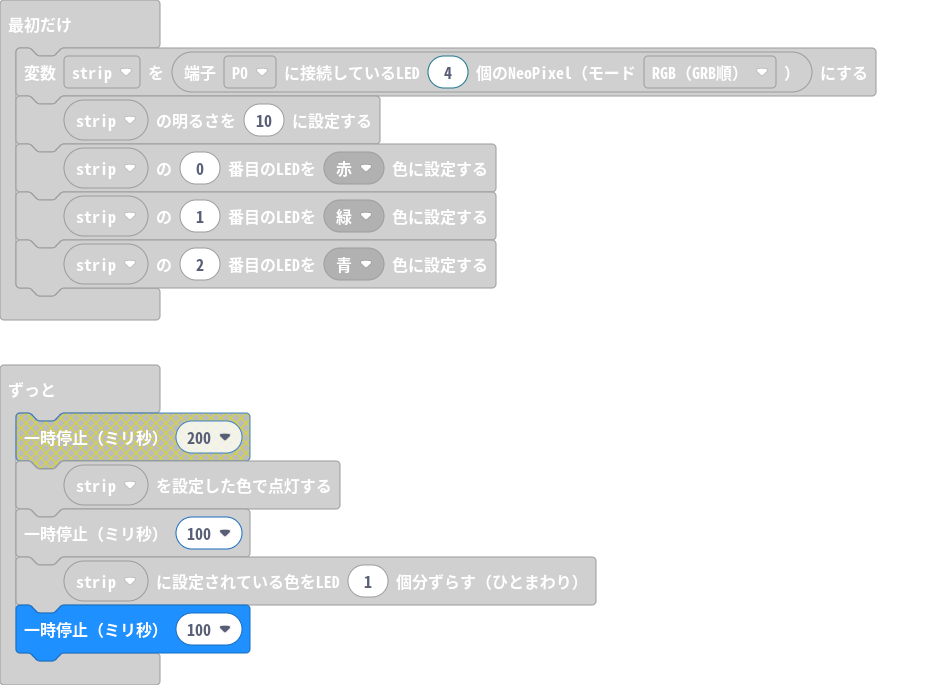 最初だけ
変数 strip を 端子 P0 に接続しているLED 4 個のNeoPixel（モード RGB（GRB順） ） にする
strip の明るさを 10 に設定する
strip の 0 番目のLEDを 赤 色に設定する
strip の 1 番目のLEDを 緑 色に設定する
strip の 2 番目のLEDを 青 色に設定する
ずっと
一時停止（ミリ秒） 200
strip を設定した色で点灯する
一時停止（ミリ秒） 100
strip に設定されている色をLED 1 個分ずらす（ひとまわり）
一時停止（ミリ秒） 100